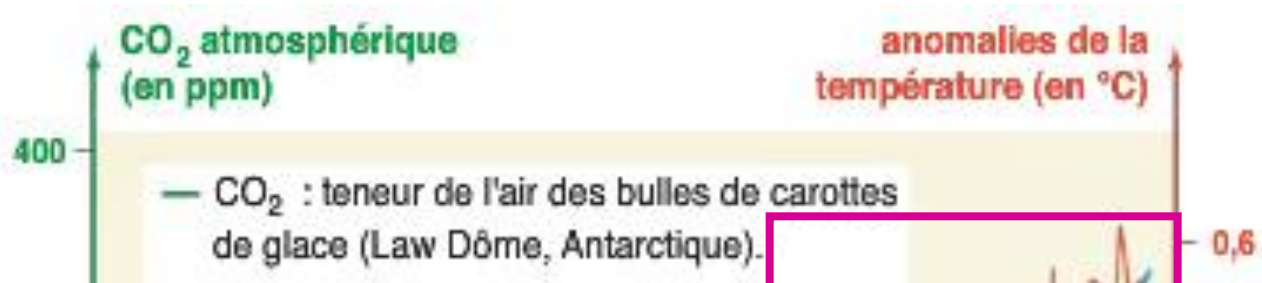 CO₂ atmosphérique
(en ppm)
anomalies de la
température (en °C)
400
— CO₂ : teneur de l'air des bulles de carottes
de glace (Law Dôme, Antarctique).
0,6